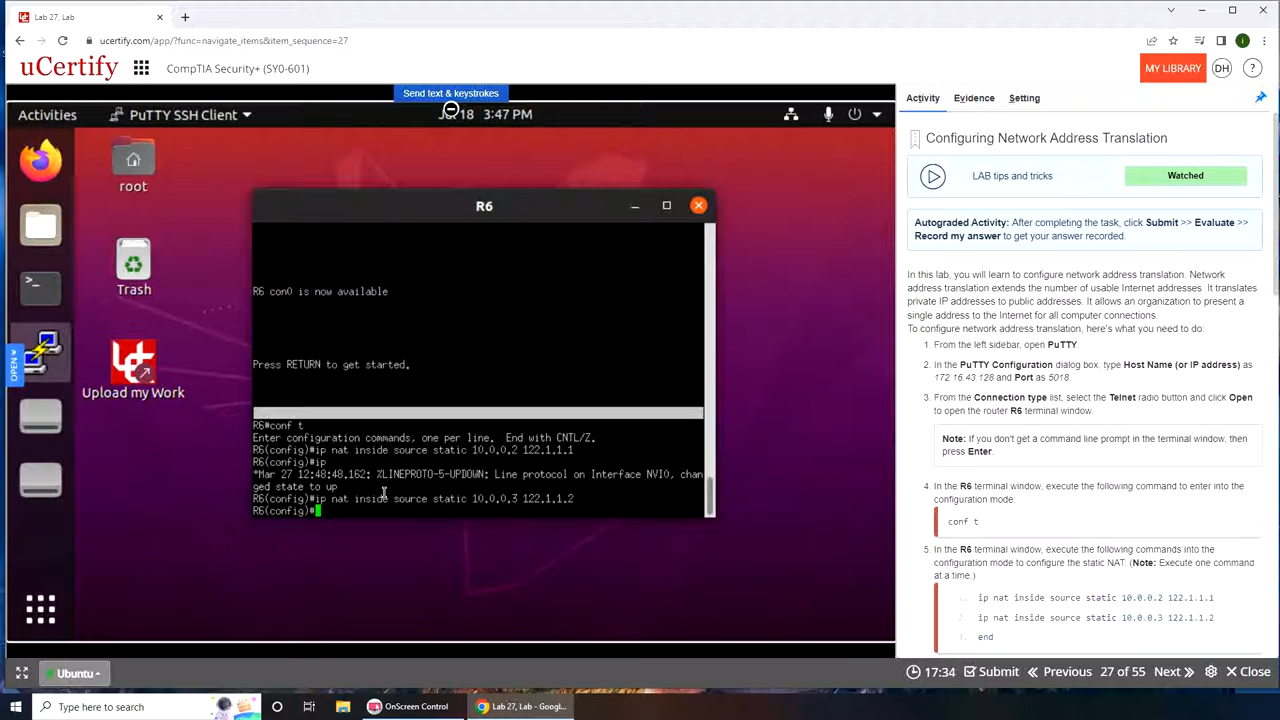 Lab 27, Lab
ucertify.com/app/?func=navigate_items&item_sequence=27
uCertify
CompTIA Security+ (SY0-601)
MY LIBRARY
DH
?
Send text & keystrokes
Activities
PuTTY SSH Client
18 3:47 PM
root
Trash
Upload my Work
OPEN
R6
R6 con0 is now available
Press RETURN to get started.
R6#conf t
Enter configuration commands, one per line. End with CNTL/Z.
R6(config)#ip nat inside source static 10.0.0.2 122.1.1.1
R6(config)#ip
*Mar 27 12:48:48.162: %LINEPROTO-5-UPDOWN: Line protocol on Interface NVI0, chan
ged state to up
R6(config)#ip nat inside source static 10.0.0.3 122.1.1.2
R6(config)#
Activity
Evidence
Setting
Configuring Network Address Translation
LAB tips and tricks
Watched
Autograded Activity: After completing the task, click Submit >> Evaluate >>
Record my answer to get your answer recorded.
In this lab, you will learn to configure network address translation. Network
address translation extends the number of usable Internet addresses. It translates
private IP addresses to public addresses. It allows an organization to present a
single address to the Internet for all computer connections.
To configure network address translation, here's what you need to do:
1. From the left sidebar, open PuTTY.
2. In the PuTTY Configuration dialog box, type Host Name (or IP address) as
172.16.43.128 and Port as 5018.
3. From the Connection type list, select the Telnet radio button and click Open
to open the router R6 terminal window.
Note: If you don't get a command line prompt in the terminal window, then
press Enter.
4. In the R6 terminal window, execute the following command to enter into the
configuration mode:
conf t
5. In the R6 terminal window, execute the following commands into the
configuration mode to configure the static NAT. (Note: Execute one command
at a time.)
1. ip nat inside source static 10.0.0.2 122.1.1.1
2. ip nat inside source static 10.0.0.3 122.1.1.2
3. end
Ubuntu
17:34
Submit
Previous
27 of 55
Next
Close
Type here to search
OnScreen Control
Lab 27, Lab - Googl...